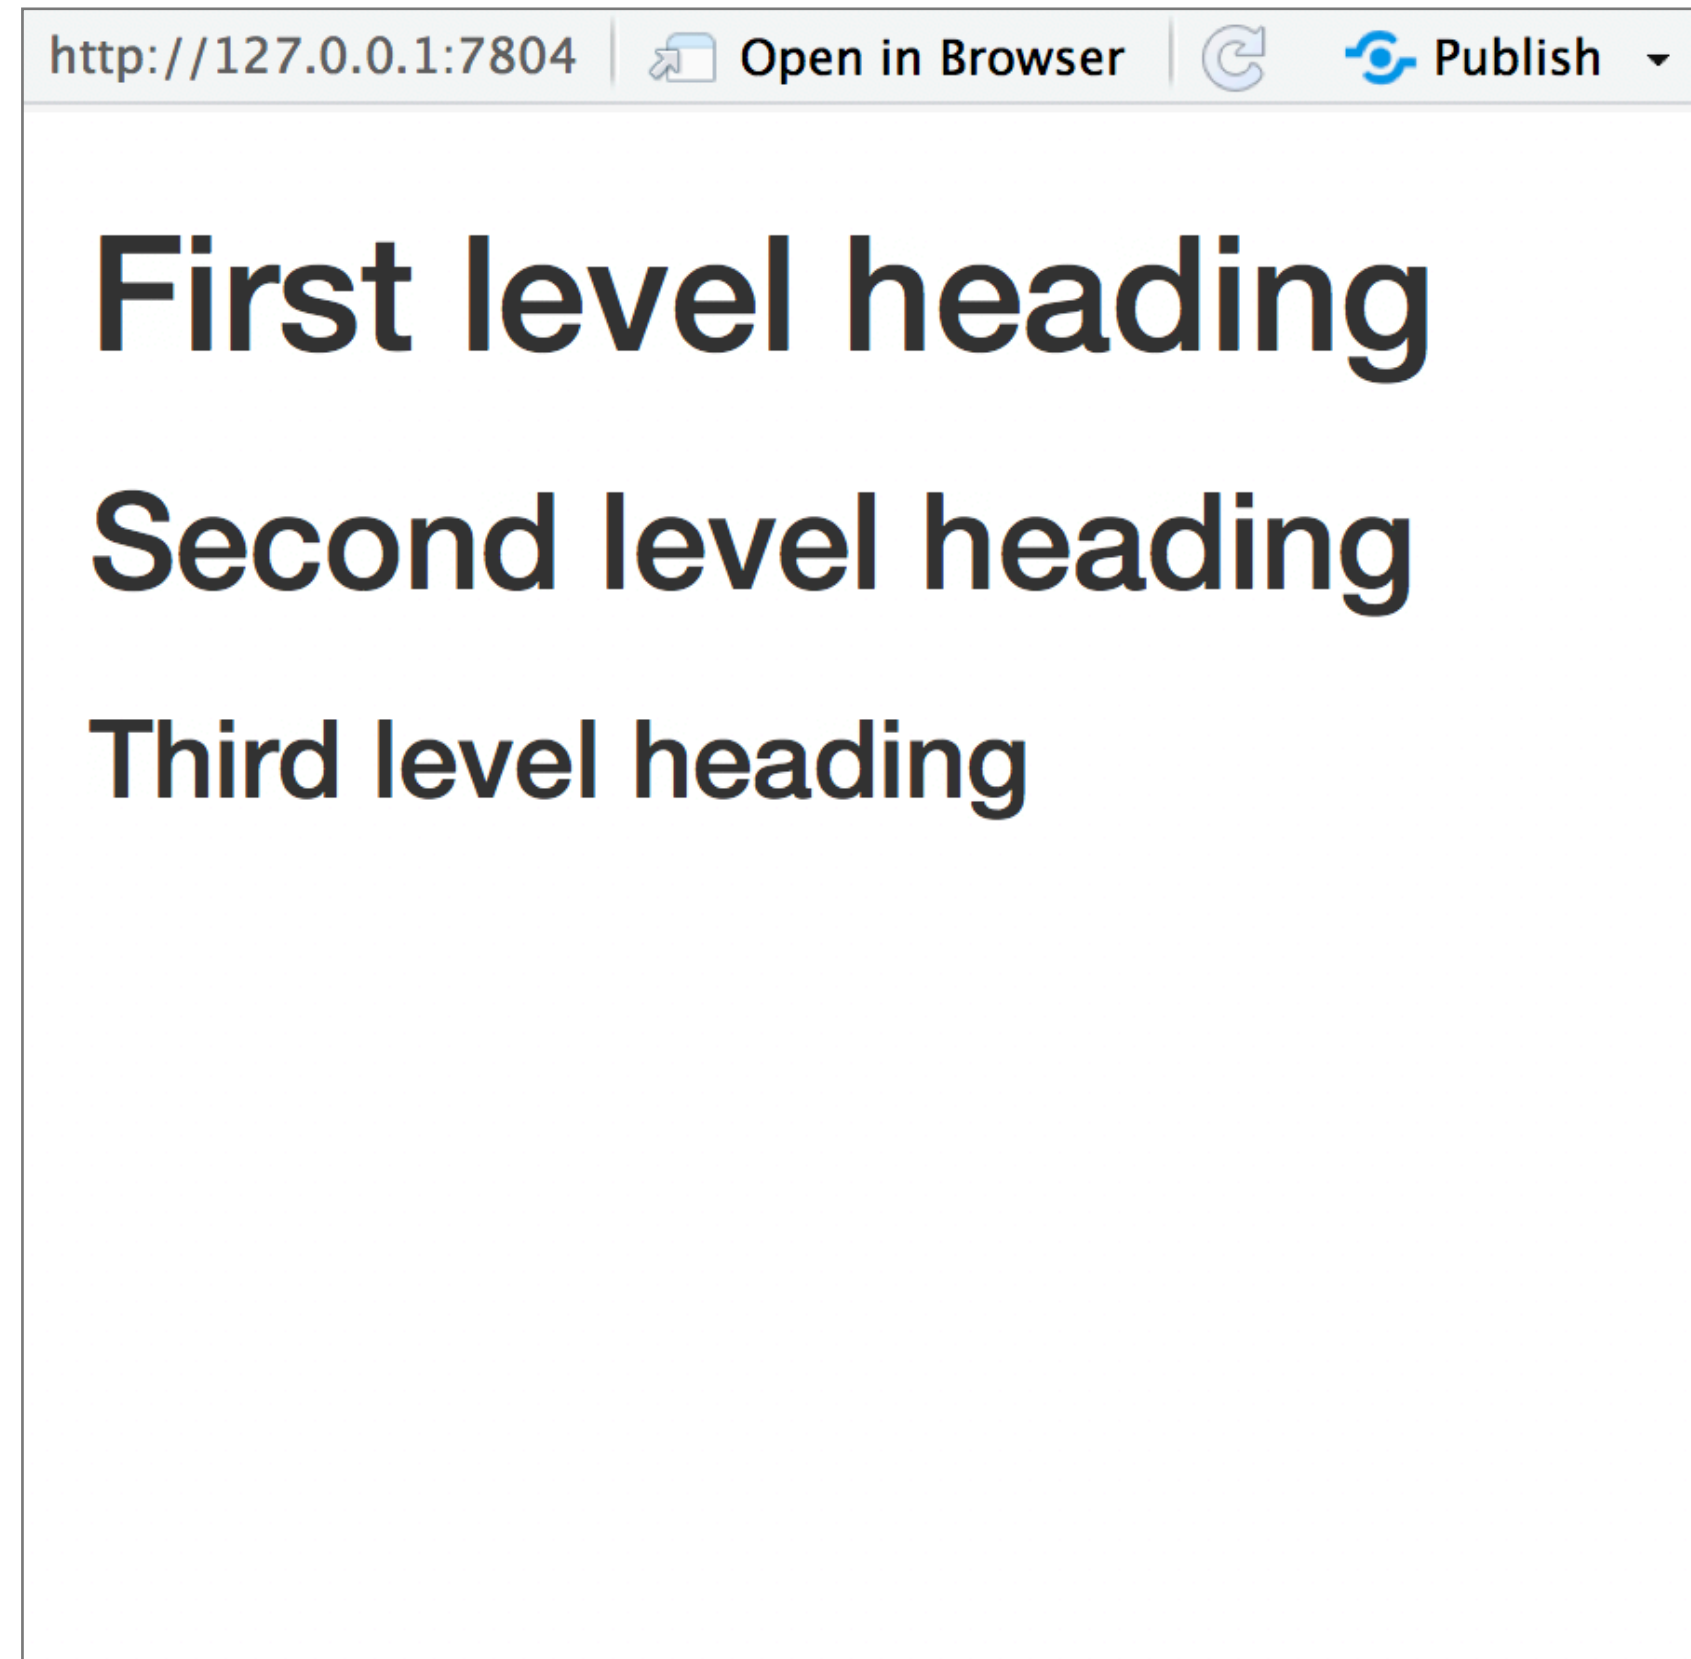 http://127.0.0.1:7804 Open in Browser Publish
First level heading
Second level heading
Third level heading